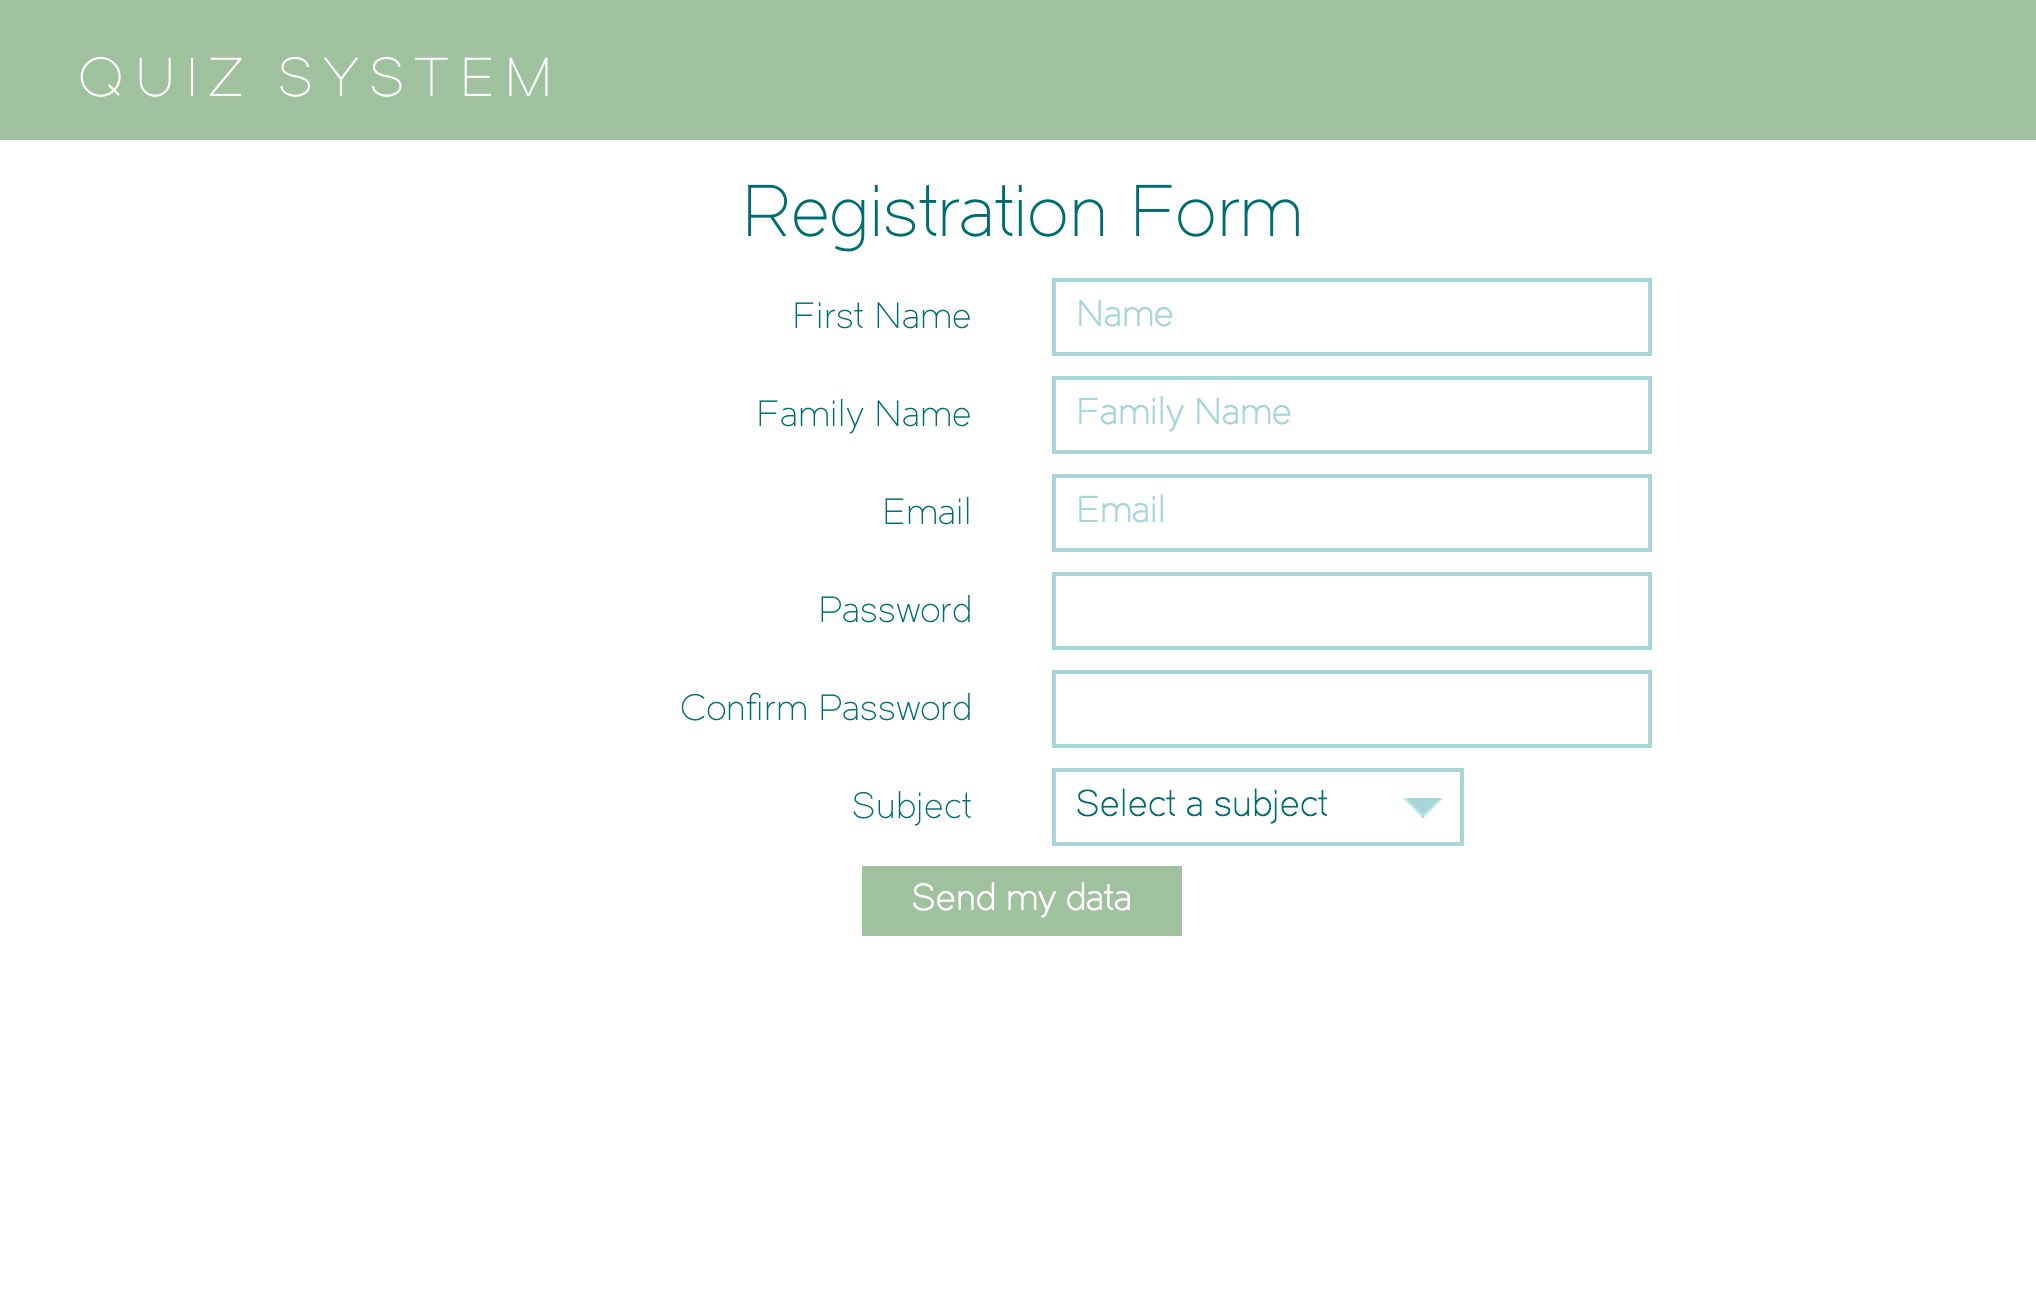 QUIZ SYSTEM
Registration Form
First Name Name
Family Name Family Name
Email Email
Password
Confirm Password
Subject Select a subject
Send my data